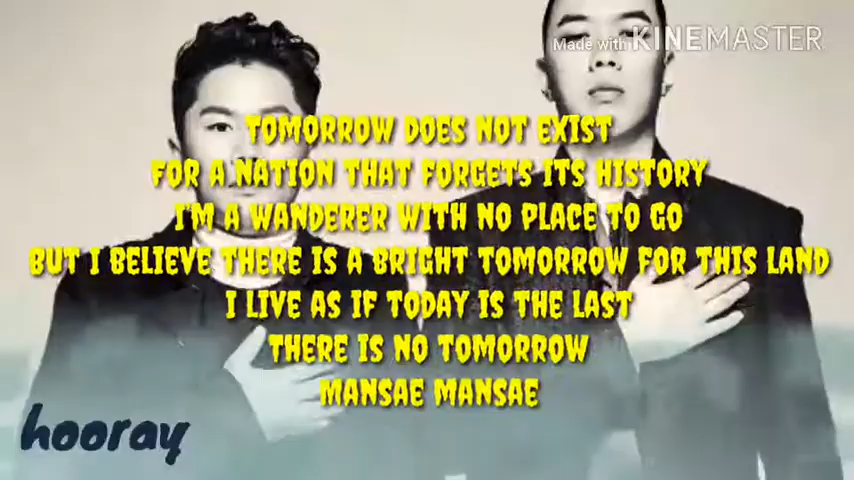 Made with KINEMASTER
TOMORROW DOES NOT EXIST
FOR A NATION THAT FORGETS ITS HISTORY
I'M A WANDERER WITH NO PLACE TO GO
BUT I BELIEVE THERE IS A BRIGHT TOMORROW FOR THIS LAND
I LIVE AS IF TODAY IS THE LAST
THERE IS NO TOMORROW
MANSAE MANSAE
hooray